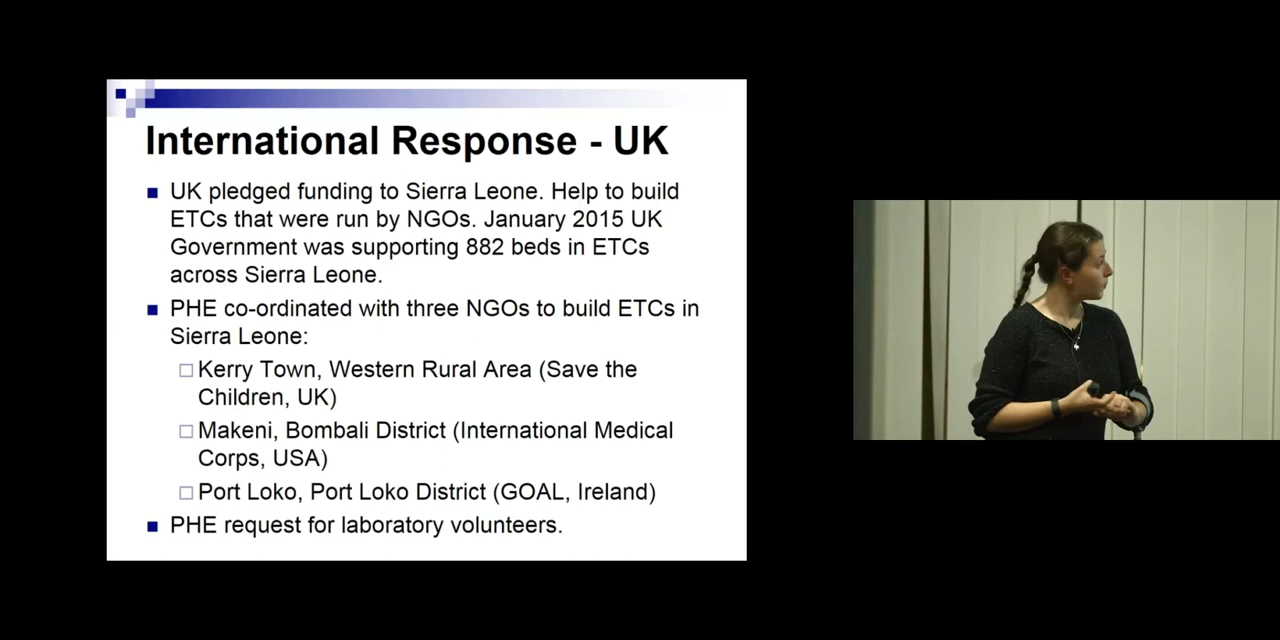 International Response - UK
UK pledged funding to Sierra Leone. Help to build
ETCs that were run by NGOs. January 2015 UK
Government was supporting 882 beds in ETCs
across Sierra Leone.
PHE co-ordinated with three NGOs to build ETCs in
Sierra Leone:
Kerry Town, Western Rural Area (Save the
Children, UK)
Makeni, Bombali District (International Medical
Corps, USA)
Port Loko, Port Loko District (GOAL, Ireland)
PHE request for laboratory volunteers.